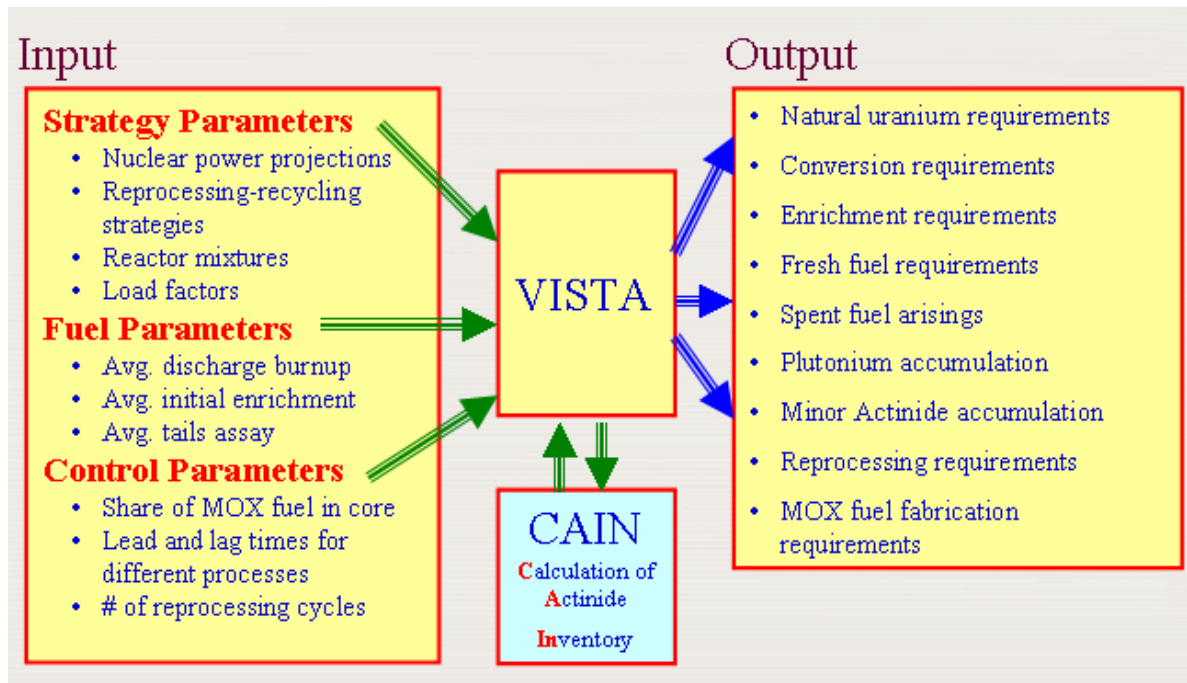 Input
Strategy Parameters
• Nuclear power projections
• Reprocessing-recycling
strategies
• Reactor mixtures
• Load factors
Fuel Parameters
• Avg. discharge burnup
• Avg. initial enrichment
• Avg. tails assay
Control Parameters
• Share of MOX fuel in core
• Lead and lag times for
different processes
• # of reprocessing cycles
VISTA
CAIN
Calculation of
Actinide
Inventory
Output
• Natural uranium requirements
• Conversion requirements
• Enrichment requirements
• Fresh fuel requirements
• Spent fuel arisings
• Plutonium accumulation
• Minor Actinide accumulation
• Reprocessing requirements
• MOX fuel fabrication
requirements